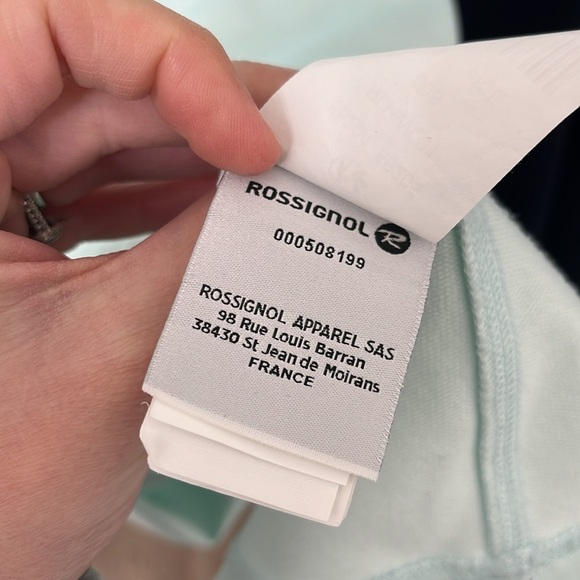 ROSSIGNOL R
000508199
ROSSIGNOL APPAREL SAS
98 Rue Louis Barran
38430 St Jean de Moirans
FRANCE